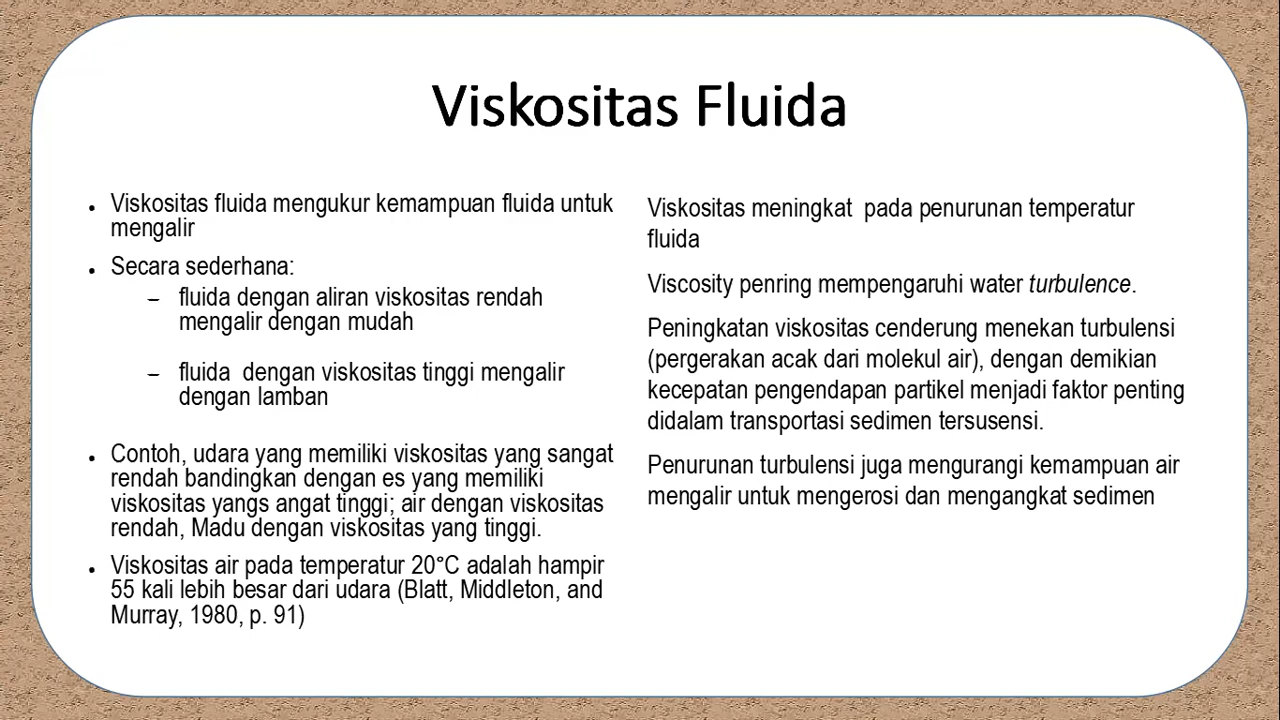 Viskositas Fluida
• Viskositas fluida mengukur kemampuan fluida untuk
mengalir
• Secara sederhana:
– fluida dengan aliran viskositas rendah
mengalir dengan mudah
– fluida  dengan viskositas tinggi mengalir
dengan lamban
• Contoh, udara yang memiliki viskositas yang sangat
rendah bandingkan dengan es yang memiliki
viskositas yangs angat tinggi; air dengan viskositas
rendah, Madu dengan viskositas yang tinggi.
• Viskositas air pada temperatur 20°C adalah hampir
55 kali lebih besar dari udara (Blatt, Middleton, and
Murray, 1980, p. 91)
Viskositas meningkat  pada penurunan temperatur
fluida
Viscosity penring mempengaruhi water turbulence.
Peningkatan viskositas cenderung menekan turbulensi
(pergerakan acak dari molekul air), dengan demikian
kecepatan pengendapan partikel menjadi faktor penting
didalam transportasi sedimen tersusensi.
Penurunan turbulensi juga mengurangi kemampuan air
mengalir untuk mengerosi dan mengangkat sedimen